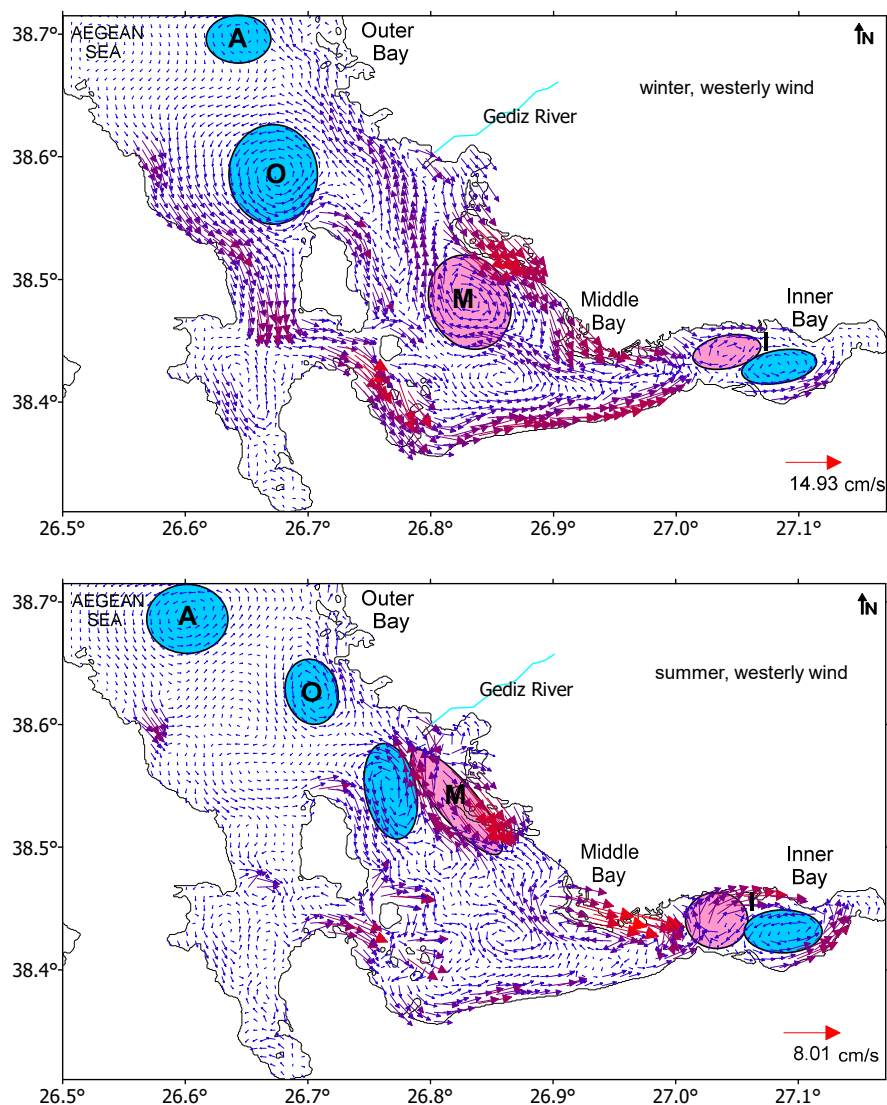 38.7°
AEGEAN
SEA
A
Outer
Bay
N
winter, westerly wind
Gediz River
38.6°
O
38.5°
M
Middle
Bay
Inner
Bay
I
38.4°
14.93 cm/s
26.5°
26.6°
26.7°
26.8°
26.9°
27.0°
27.1°
38.7°
AEGEAN
SEA
A
Outer
Bay
N
summer, westerly wind
Gediz River
O
38.6°
M
38.5°
Middle
Bay
Inner
Bay
I
38.4°
8.01 cm/s
26.5°
26.6°
26.7°
26.8°
26.9°
27.0°
27.1°